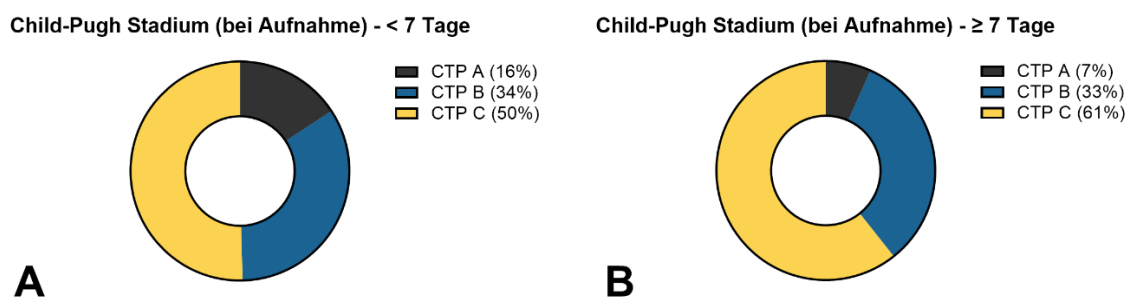 Child-Pugh Stadium (bei Aufnahme) - < 7 Tage
CTP A (16%)
CTP B (34%)
CTP C (50%)
A
Child-Pugh Stadium (bei Aufnahme) - ≥ 7 Tage
CTP A (7%)
CTP B (33%)
CTP C (61%)
B